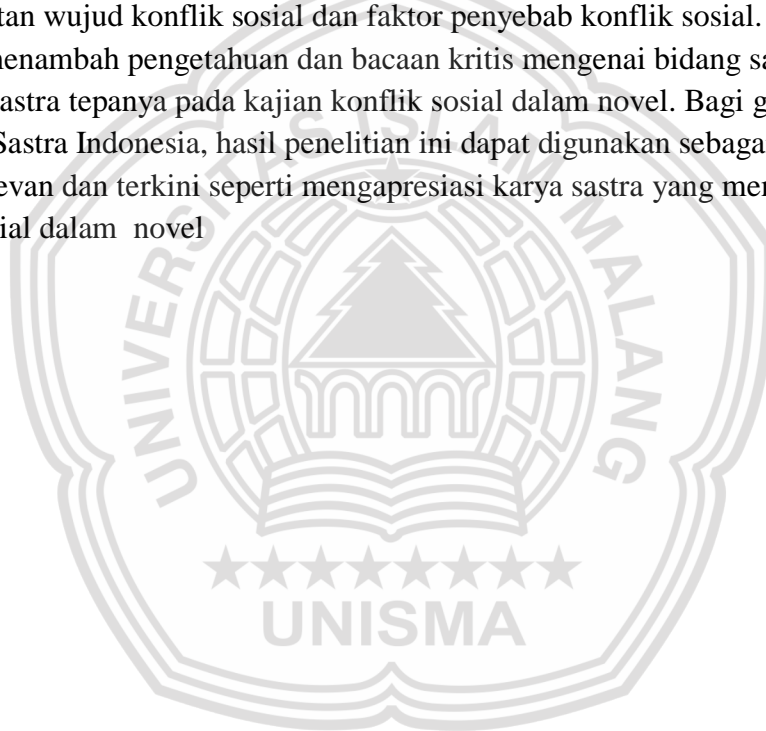 tan wujud konflik sosial dan faktor penyebab konflik sosial.
menambah pengetahuan dan bacaan kritis mengenai bidang sa
sastra tepanya pada kajian konflik sosial dalam novel. Bagi g
Sastra Indonesia, hasil penelitian ini dapat digunakan sebaga
evan dan terkini seperti mengapresiasi karya sastra yang mer
ial dalam novel
UNIVERSITAS ISLAM MALANG
UNISMA